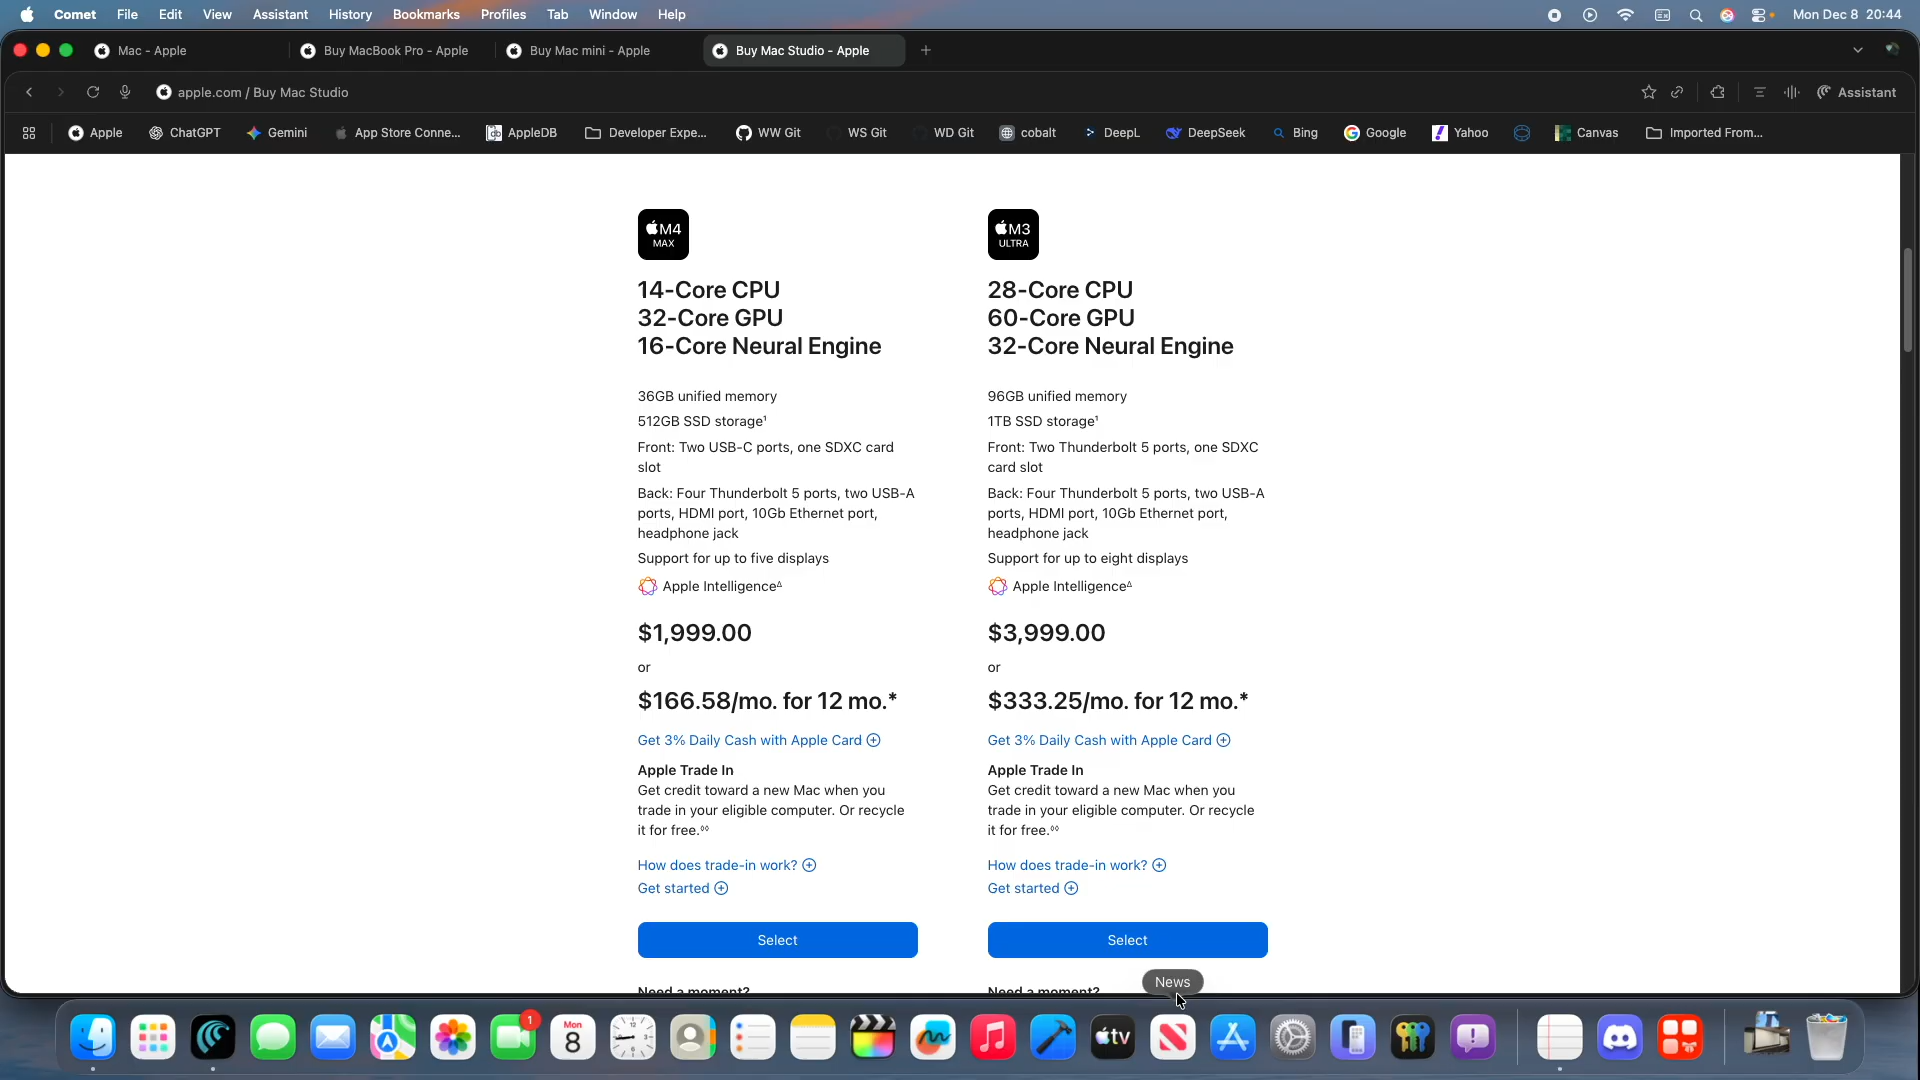 Comet File Edit View Assistant History Bookmarks Profiles Tab Window Help Mon Dec 8 20:44
Mac - Apple Buy MacBook Pro - Apple Buy Mac mini - Apple Buy Mac Studio - Apple
apple.com / Buy Mac Studio Assistant
Apple ChatGPT Gemini App Store Conne... AppleDB Developer Expe... WW Git WS Git WD Git cobalt DeepL DeepSeek Bing Google Yahoo Canvas Imported From...
M4
MAX
14-Core CPU
32-Core GPU
16-Core Neural Engine
36GB unified memory
512GB SSD storage¹
Front: Two USB-C ports, one SDXC card
slot
Back: Four Thunderbolt 5 ports, two USB-A
ports, HDMI port, 10Gb Ethernet port,
headphone jack
Support for up to five displays
Apple Intelligence∆
$1,999.00
or
$166.58/mo. for 12 mo.*
Get 3% Daily Cash with Apple Card
Apple Trade In
Get credit toward a new Mac when you
trade in your eligible computer. Or recycle
it for free.◊◊
How does trade-in work?
Get started
Select
Need a moment?
M3
ULTRA
28-Core CPU
60-Core GPU
32-Core Neural Engine
96GB unified memory
1TB SSD storage¹
Front: Two Thunderbolt 5 ports, one SDXC
card slot
Back: Four Thunderbolt 5 ports, two USB-A
ports, HDMI port, 10Gb Ethernet port,
headphone jack
Support for up to eight displays
Apple Intelligence∆
$3,999.00
or
$333.25/mo. for 12 mo.*
Get 3% Daily Cash with Apple Card
Apple Trade In
Get credit toward a new Mac when you
trade in your eligible computer. Or recycle
it for free.◊◊
How does trade-in work?
Get started
Select
Need a moment?
News
1
Mon
8
tv